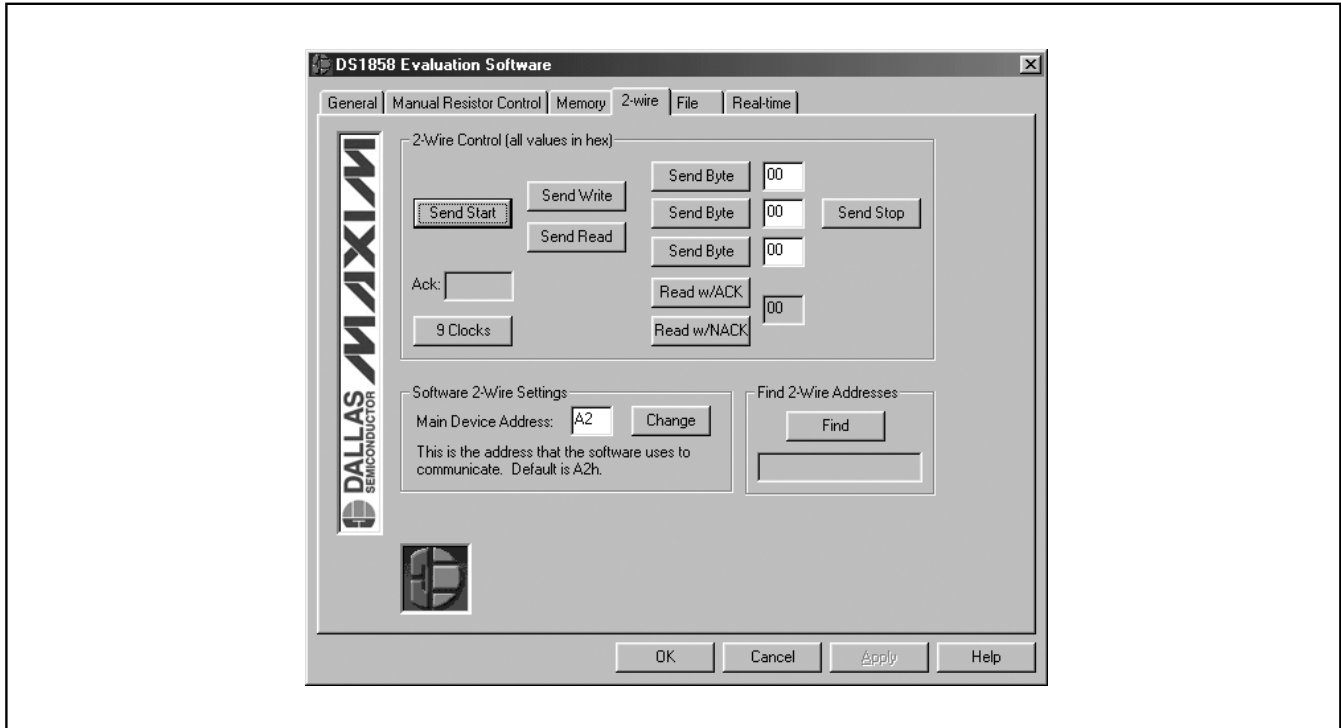 DS1858 Evaluation Software
General Manual Resistor Control Memory 2-wire File Real-time
DALLAS SEMICONDUCTOR MAXIM
2-Wire Control (all values in hex)
Send Start
Send Write
Send Read
Send Byte 00
Send Byte 00
Send Byte 00
Send Stop
Ack:
9 Clocks
Read w/ACK
Read w/NACK
00
Software 2-Wire Settings
Main Device Address: A2 Change
This is the address that the software uses to
communicate. Default is A2h.
Find 2-Wire Addresses
Find
OK Cancel Apply Help